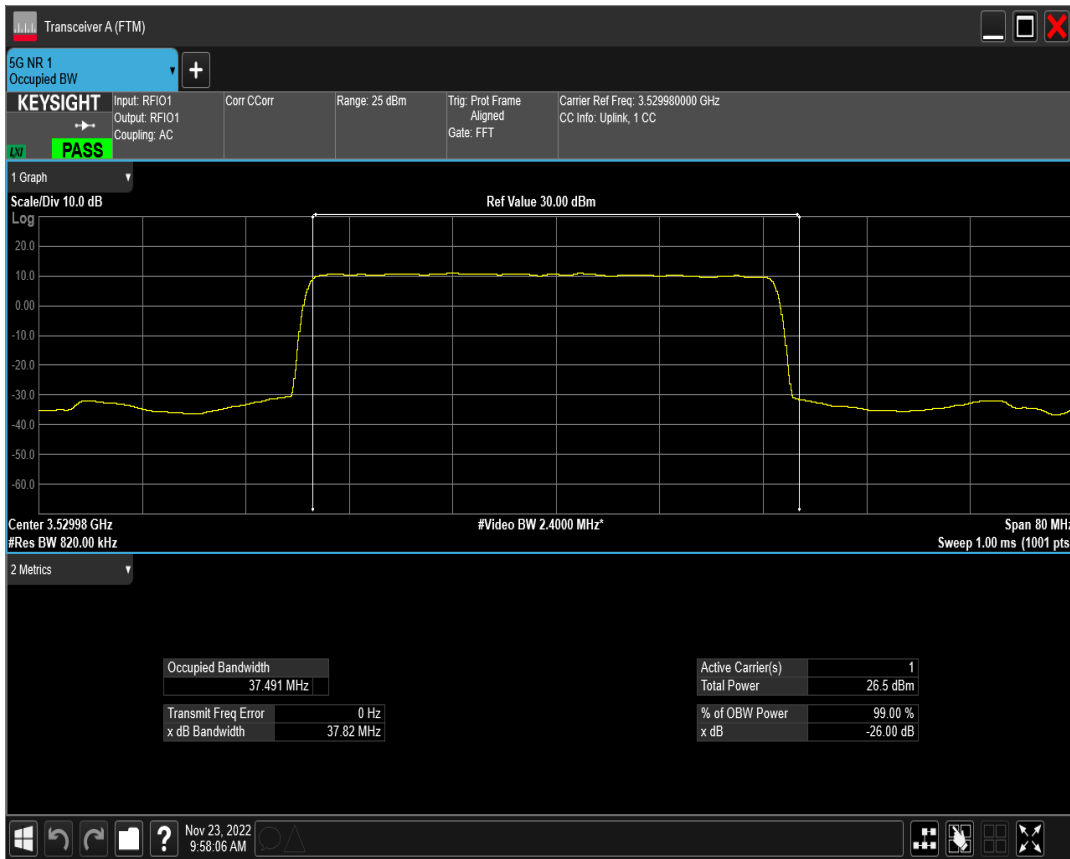 Transceiver A (FTM)
5G NR 1
Occupied BW
+
KEYSIGHT
LXI
PASS
Input: RFIO1
Output: RFIO1
Coupling: AC
Corr CCorr
Range: 25 dBm
Trig: Prot Frame
Aligned
Gate: FFT
Carrier Ref Freq: 3.529980000 GHz
CC Info: Uplink, 1 CC
1 Graph
Scale/Div 10.0 dB
Ref Value 30.00 dBm
Log
20.0
10.0
0.00
-10.0
-20.0
-30.0
-40.0
-50.0
-60.0
Center 3.52998 GHz
#Video BW 2.4000 MHz*
Span 80 MHz
#Res BW 820.00 kHz
Sweep 1.00 ms (1001 pts
2 Metrics
Occupied Bandwidth
37.491 MHz
Transmit Freq Error 0 Hz
x dB Bandwidth 37.82 MHz
Active Carrier(s) 1
Total Power 26.5 dBm
% of OBW Power 99.00 %
x dB -26.00 dB
?
Nov 23, 2022
9:58:06 AM